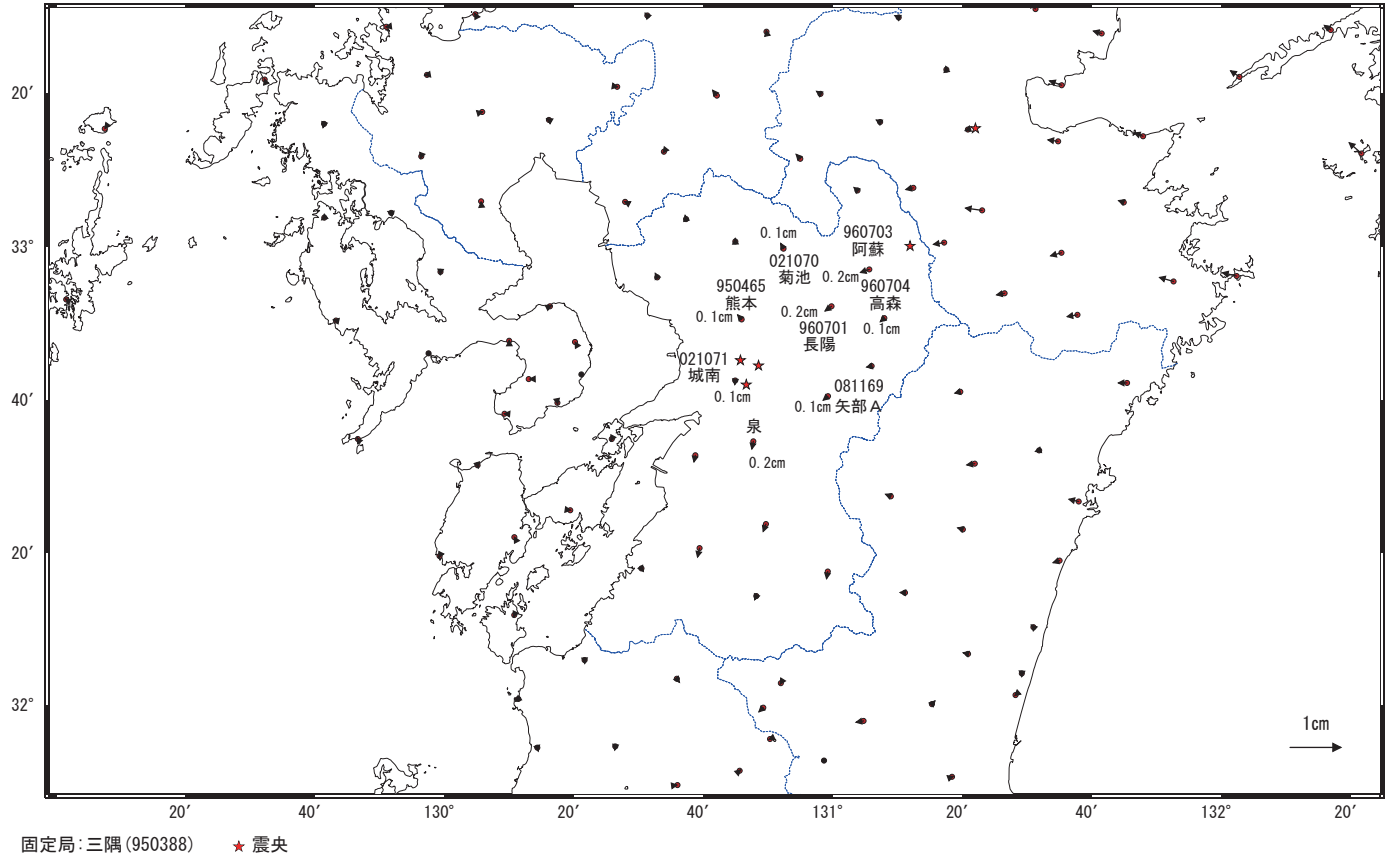 20′
33°
40′
20′
32°
0.1cm
960703
阿蘇
021070
菊池
0.2cm
950465
熊本
0.1cm
960704
高森
0.2cm
0.1cm
960701
長陽
021071
城南
0.1cm
081169
矢部A
0.1cm
泉
0.2cm
1cm
20′
40′
130°
20′
40′
131°
20′
40′
132°
20′
固定局:三隅(950388) ★ 震央